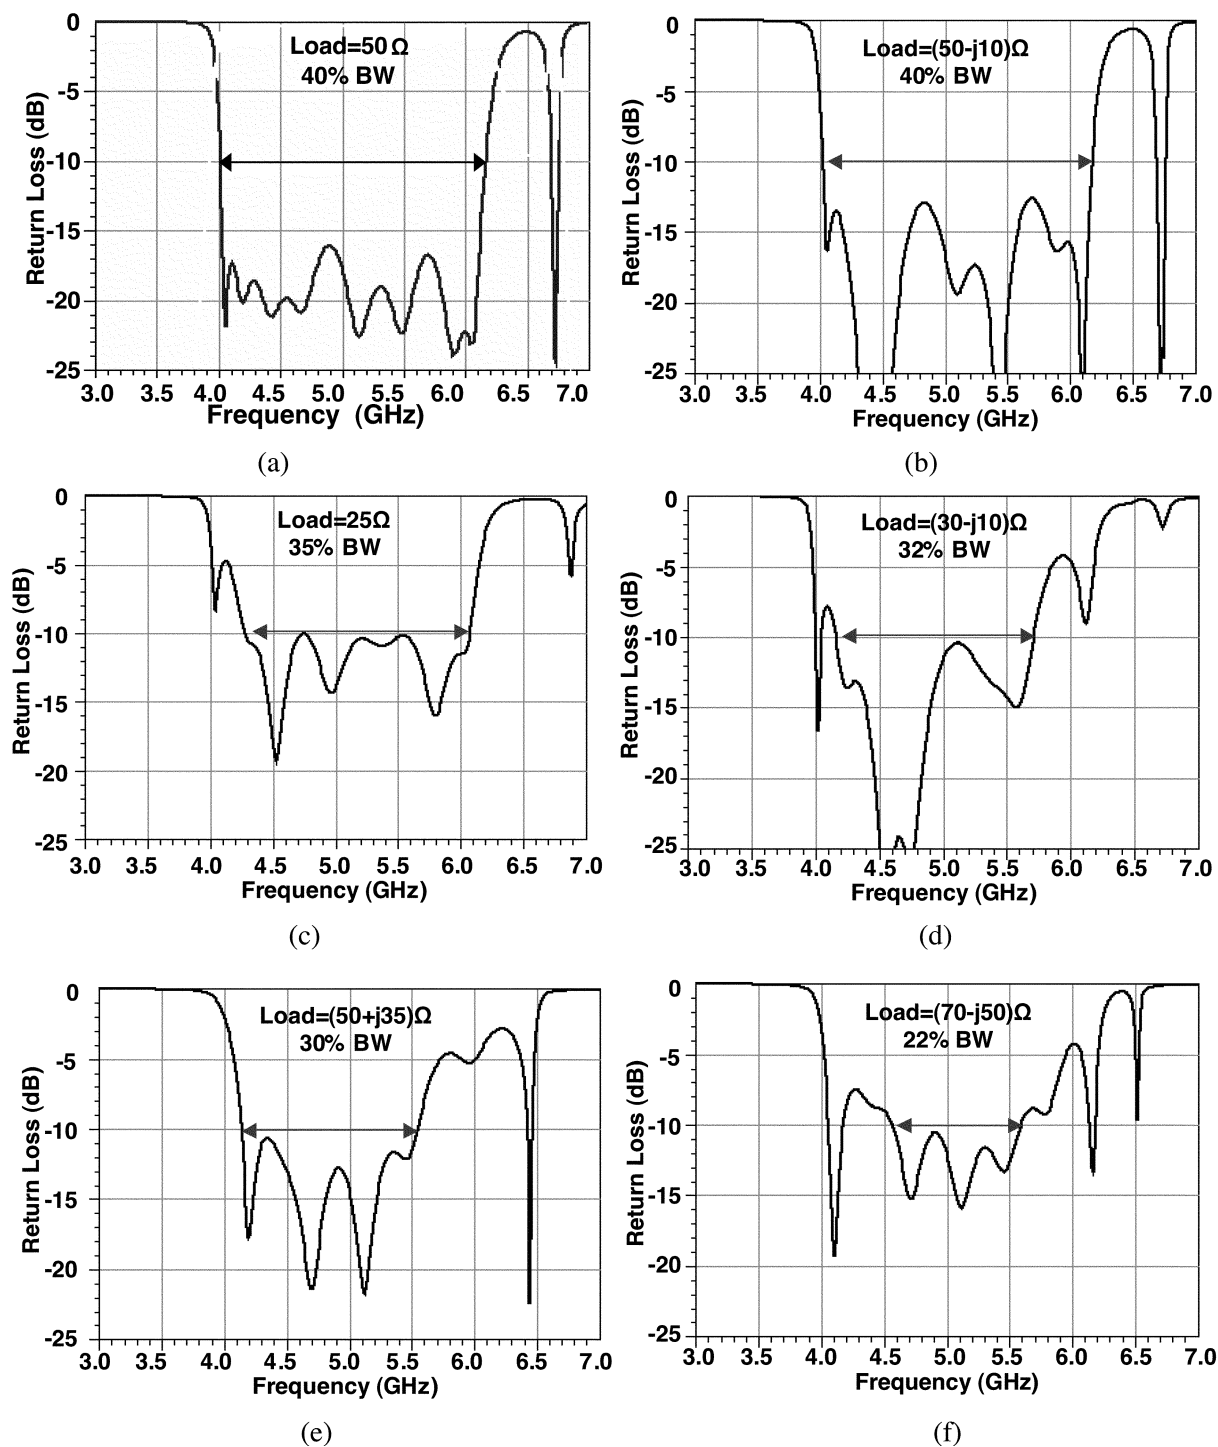 Load=50Ω
40% BW
Return Loss (dB)
0
-5
-10
-15
-20
-25
3.0 3.5 4.0 4.5 5.0 5.5 6.0 6.5 7.0
Frequency (GHz)
(a)
Load=(50-j10)Ω
40% BW
Return Loss (dB)
0
-5
-10
-15
-20
-25
3.0 3.5 4.0 4.5 5.0 5.5 6.0 6.5 7.0
Frequency (GHz)
(b)
Load=25Ω
35% BW
Return Loss (dB)
0
-5
-10
-15
-20
-25
3.0 3.5 4.0 4.5 5.0 5.5 6.0 6.5 7.0
Frequency (GHz)
(c)
Load=(30-j10)Ω
32% BW
Return Loss (dB)
0
-5
-10
-15
-20
-25
3.0 3.5 4.0 4.5 5.0 5.5 6.0 6.5 7.0
Frequency (GHz)
(d)
Load=(50+j35)Ω
30% BW
Return Loss (dB)
0
-5
-10
-15
-20
-25
3.0 3.5 4.0 4.5 5.0 5.5 6.0 6.5 7.0
Frequency (GHz)
(e)
Load=(70-j50)Ω
22% BW
Return Loss (dB)
0
-5
-10
-15
-20
-25
3.0 3.5 4.0 4.5 5.0 5.5 6.0 6.5 7.0
Frequency (GHz)
(f)